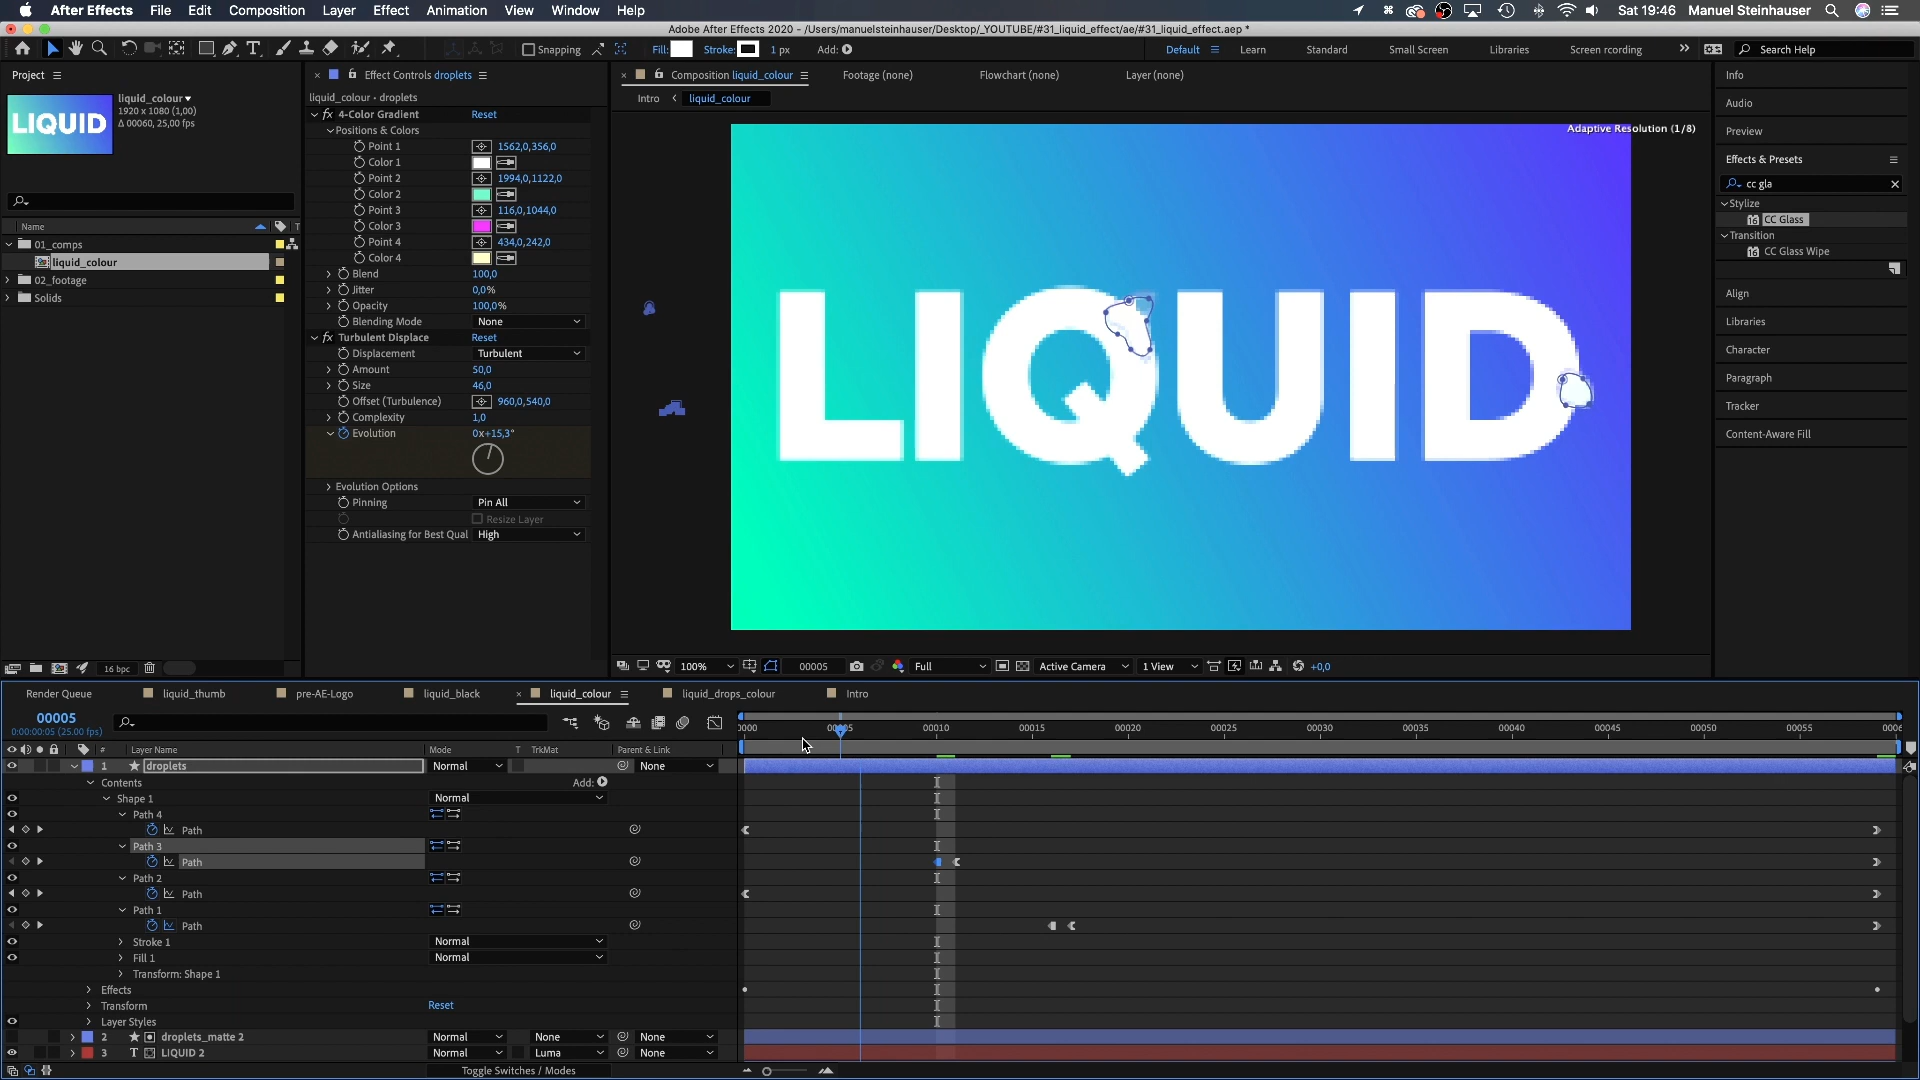 After Effects File Edit Composition Layer Effect Animation View Window Help Sat 19:46 Manuel Steinhauser
Adobe After Effects 2020 - /Users/manuelsteinhauser/Desktop/_YOUTUBE/#31_liquid_effect/ae/#31_liquid_effect.aep *
Snapping Fill: Stroke: 1 px Add: Default Learn Standard Small Screen Libraries Screen rcording Search Help
Project Effect Controls droplets Composition liquid_colour Footage (none) Flowchart (none) Layer (none) Info
liquid_colour
1920 x 1080 (1,00)
Δ 00060, 25,00 fps
liquid_colour • droplets
Intro liquid_colour
Audio
4-Color Gradient Reset
Positions & Colors
Point 1 1562,0,356,0
Color 1
Point 2 1994,0,1122,0
Color 2
Point 3 116,0,1044,0
Color 3
Point 4 434,0,242,0
Color 4
Blend 100,0
Jitter 0,0%
Opacity 100,0%
Blending Mode None
Turbulent Displace Reset
Displacement Turbulent
Amount 50,0
Size 46,0
Offset (Turbulence) 960,0,540,0
Complexity 1,0
Evolution 0x+15,3°
Evolution Options
Pinning Pin All
Resize Layer
Antialiasing for Best Qual High
Name T
01_comps
liquid_colour
02_footage
Solids
16 bpc
LIQUID
Adaptive Resolution (1/8)
LIQUID
100% 00005 Full Active Camera 1 View +0,0
Preview
Effects & Presets
cc gla
Stylize
CC Glass
Transition
CC Glass Wipe
Align
Libraries
Character
Paragraph
Tracker
Content-Aware Fill
Render Queue liquid_thumb pre-AE-Logo liquid_black liquid_colour liquid_drops_colour Intro
00005
0:00:00:05 (25.00 fps)
0000 00005 00010 00015 00020 00025 00030 00035 00040 00045 00050 00055 0006
# Layer Name Mode T TrkMat Parent & Link
1 droplets Normal None
Contents Add:
Shape 1 Normal
Path 4
Path
Path 3
Path
Path 2
Path
Path 1
Path
Stroke 1 Normal
Fill 1 Normal
Transform: Shape 1
Effects
Transform Reset
Layer Styles
2 droplets_matte 2 Normal None None
3 T LIQUID 2 Normal Luma None
Toggle Switches / Modes